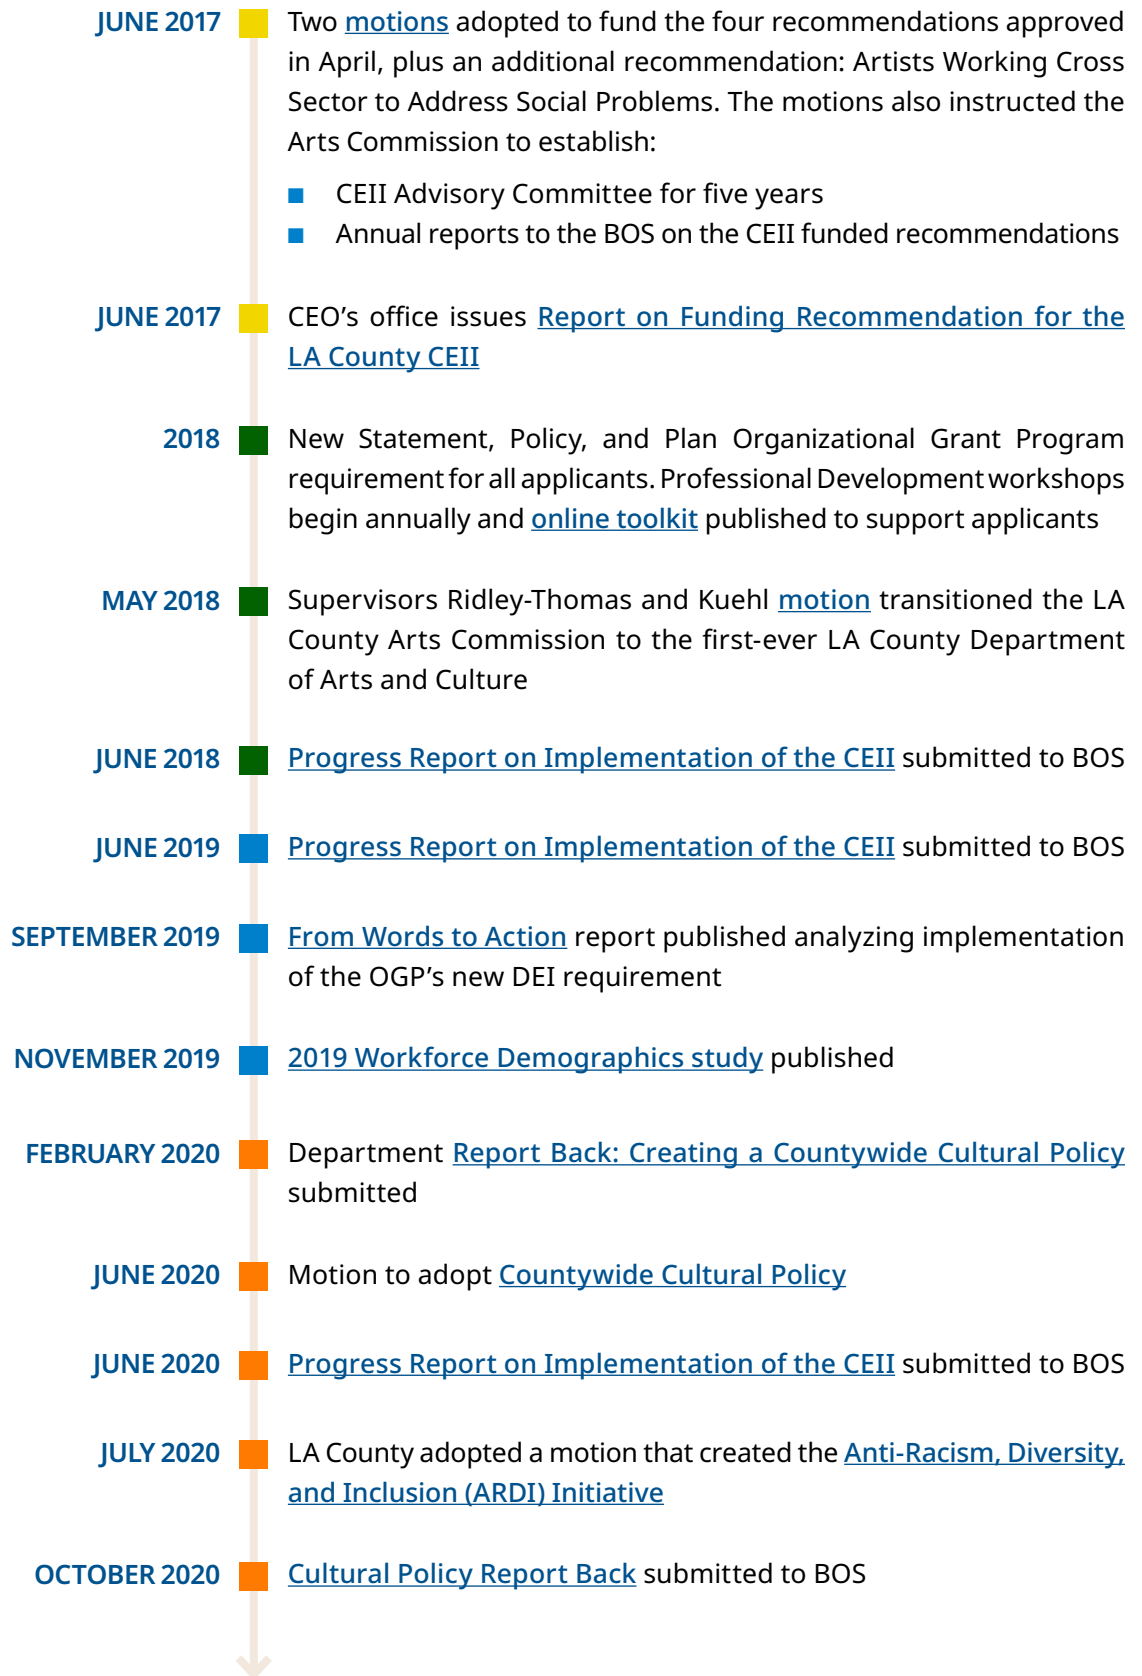 JUNE 2017
Two motions adopted to fund the four recommendations approved
in April, plus an additional recommendation: Artists Working Cross
Sector to Address Social Problems. The motions also instructed the
Arts Commission to establish:
CEII Advisory Committee for five years
Annual reports to the BOS on the CEII funded recommendations
JUNE 2017
CEO’s office issues Report on Funding Recommendation for the
LA County CEII
2018
New Statement, Policy, and Plan Organizational Grant Program
requirement for all applicants. Professional Development workshops
begin annually and online toolkit published to support applicants
MAY 2018
Supervisors Ridley-Thomas and Kuehl motion transitioned the LA
County Arts Commission to the first-ever LA County Department
of Arts and Culture
JUNE 2018
Progress Report on Implementation of the CEII submitted to BOS
JUNE 2019
Progress Report on Implementation of the CEII submitted to BOS
SEPTEMBER 2019
From Words to Action report published analyzing implementation
of the OGP’s new DEI requirement
NOVEMBER 2019
2019 Workforce Demographics study published
FEBRUARY 2020
Department Report Back: Creating a Countywide Cultural Policy
submitted
JUNE 2020
Motion to adopt Countywide Cultural Policy
JUNE 2020
Progress Report on Implementation of the CEII submitted to BOS
JULY 2020
LA County adopted a motion that created the Anti-Racism, Diversity,
and Inclusion (ARDI) Initiative
OCTOBER 2020
Cultural Policy Report Back submitted to BOS